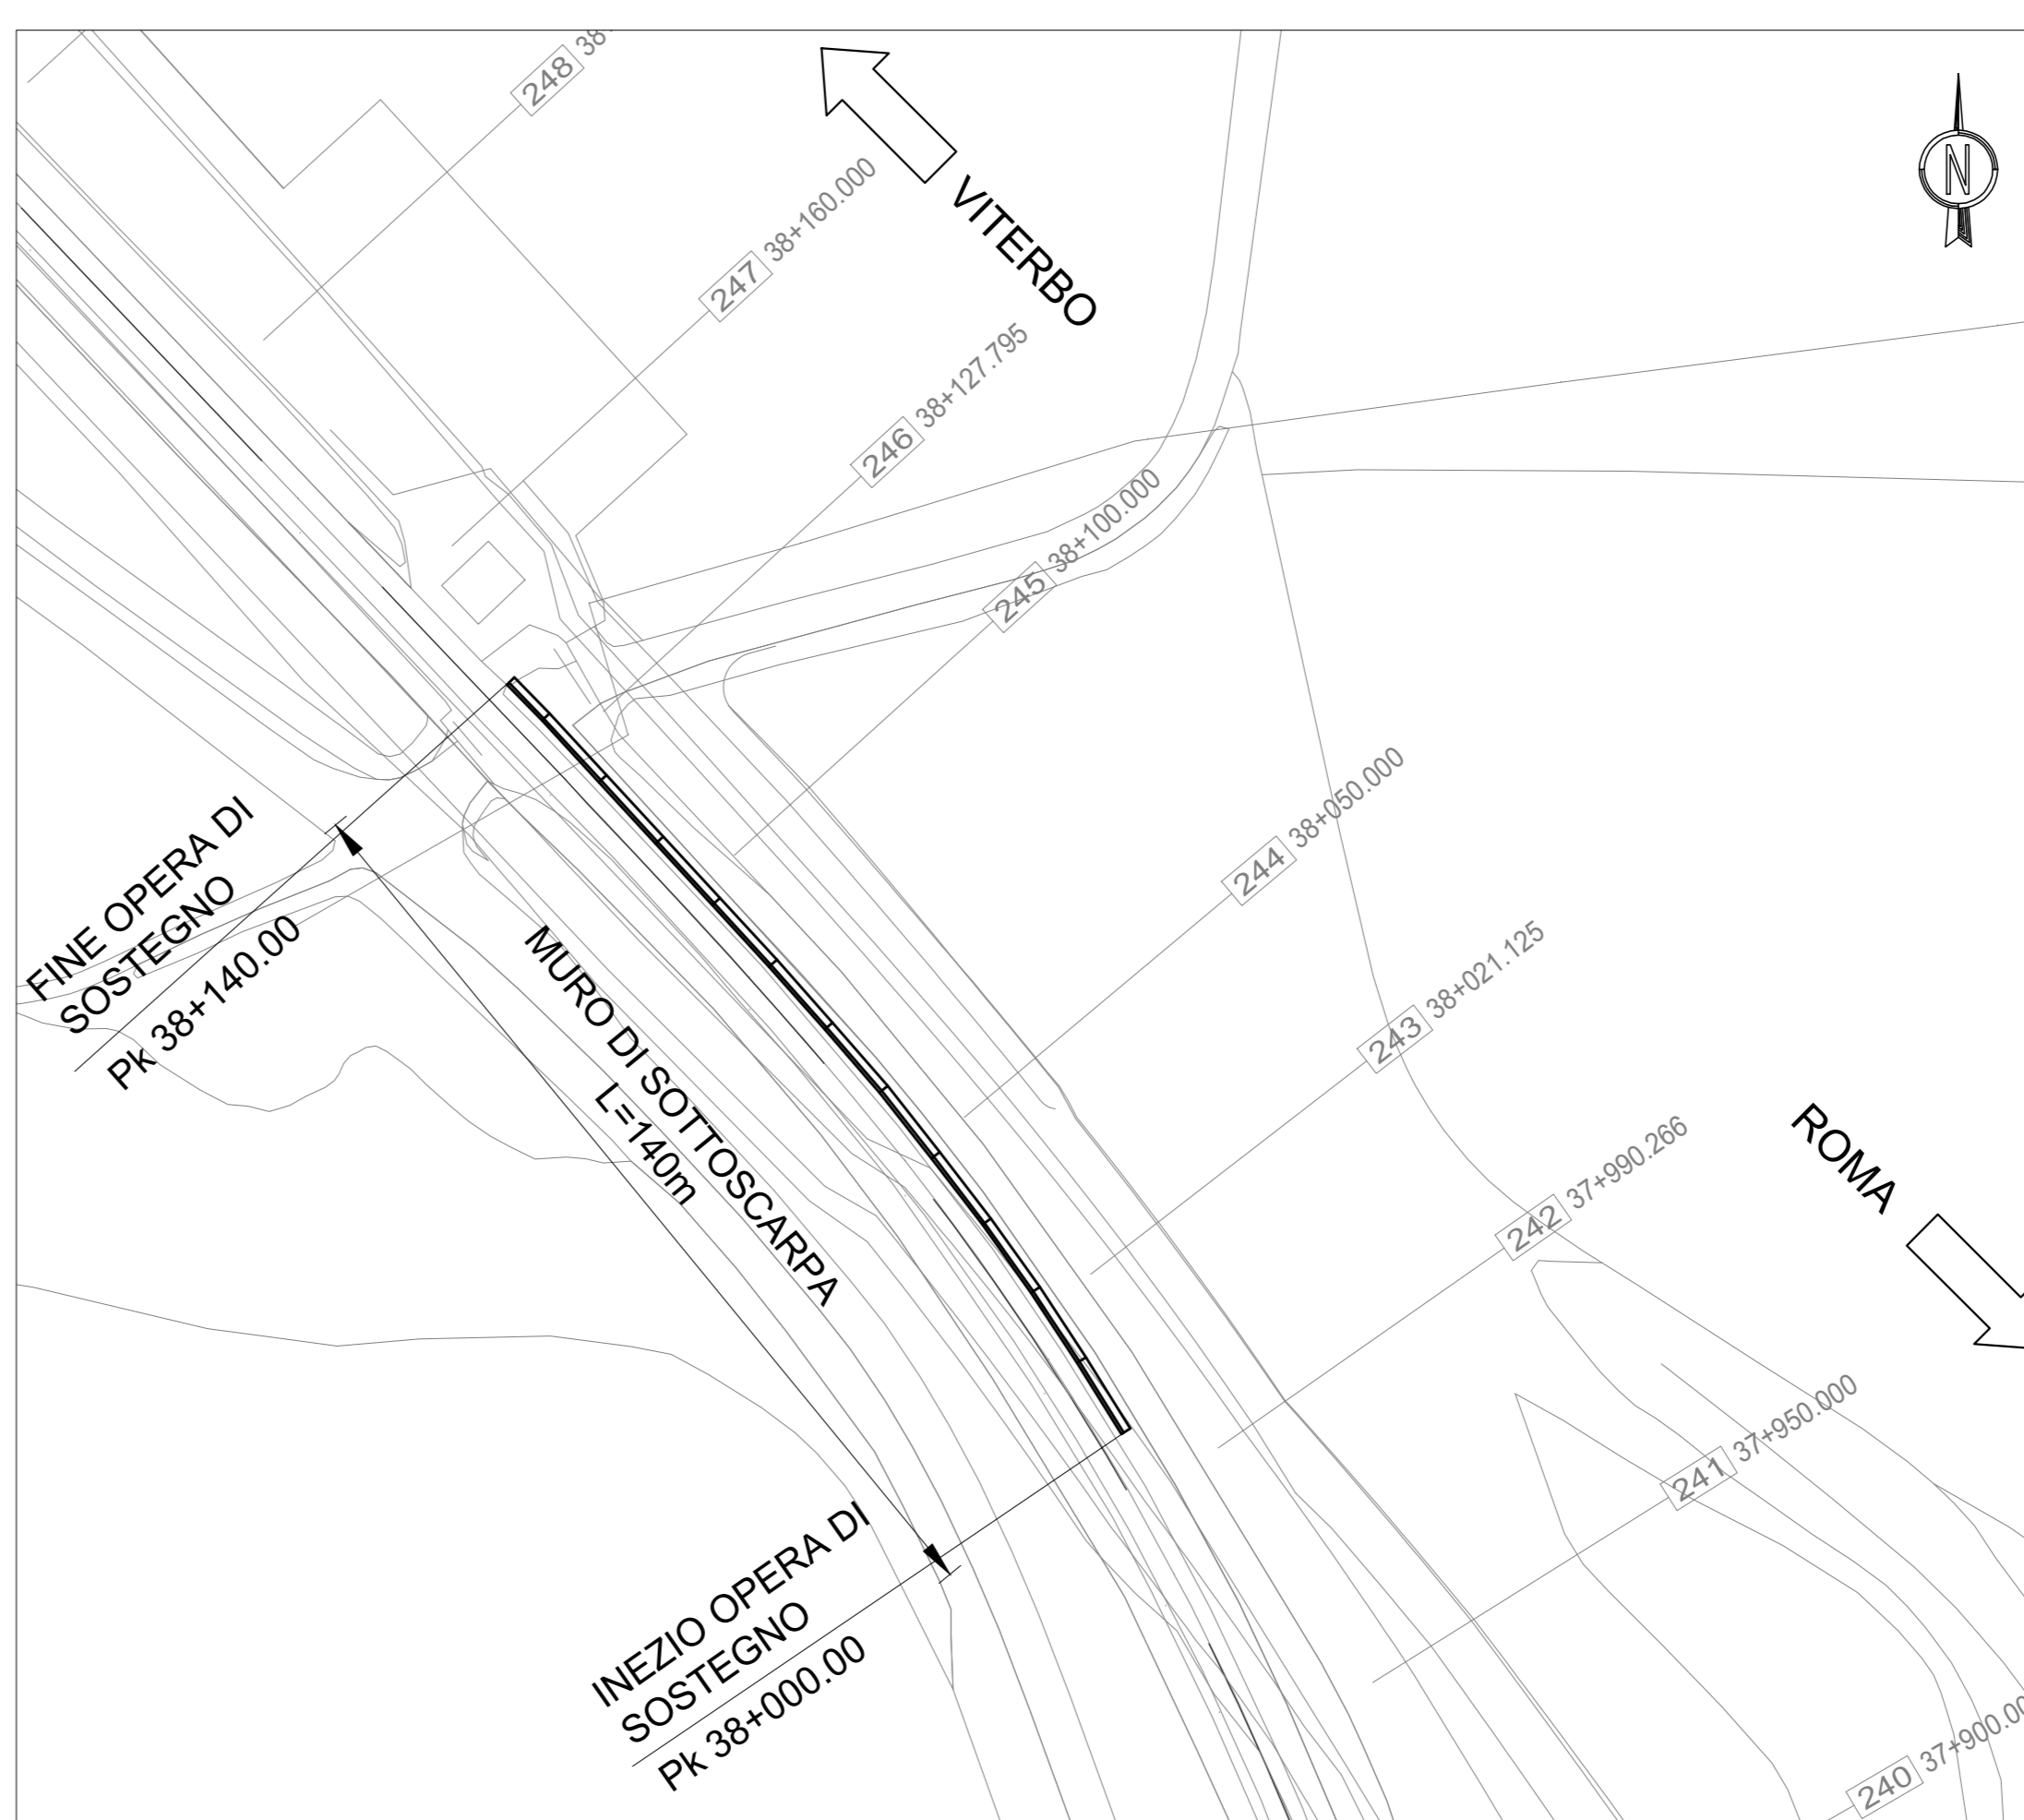 248 38
247 38+160.000
VITERBO
N
246 38+127.795
245 38+100.000
244 38+050.000
243 38+021.125
242 37+990.266
ROMA
241 37+950.000
240 37+900.00
FINE OPERA DI
SOSTEGNO
Pk 38+140.00
MURO DI SOTTOSCARPA
L=140m
INEZIO OPERA DI
SOSTEGNO
Pk 38+000.00